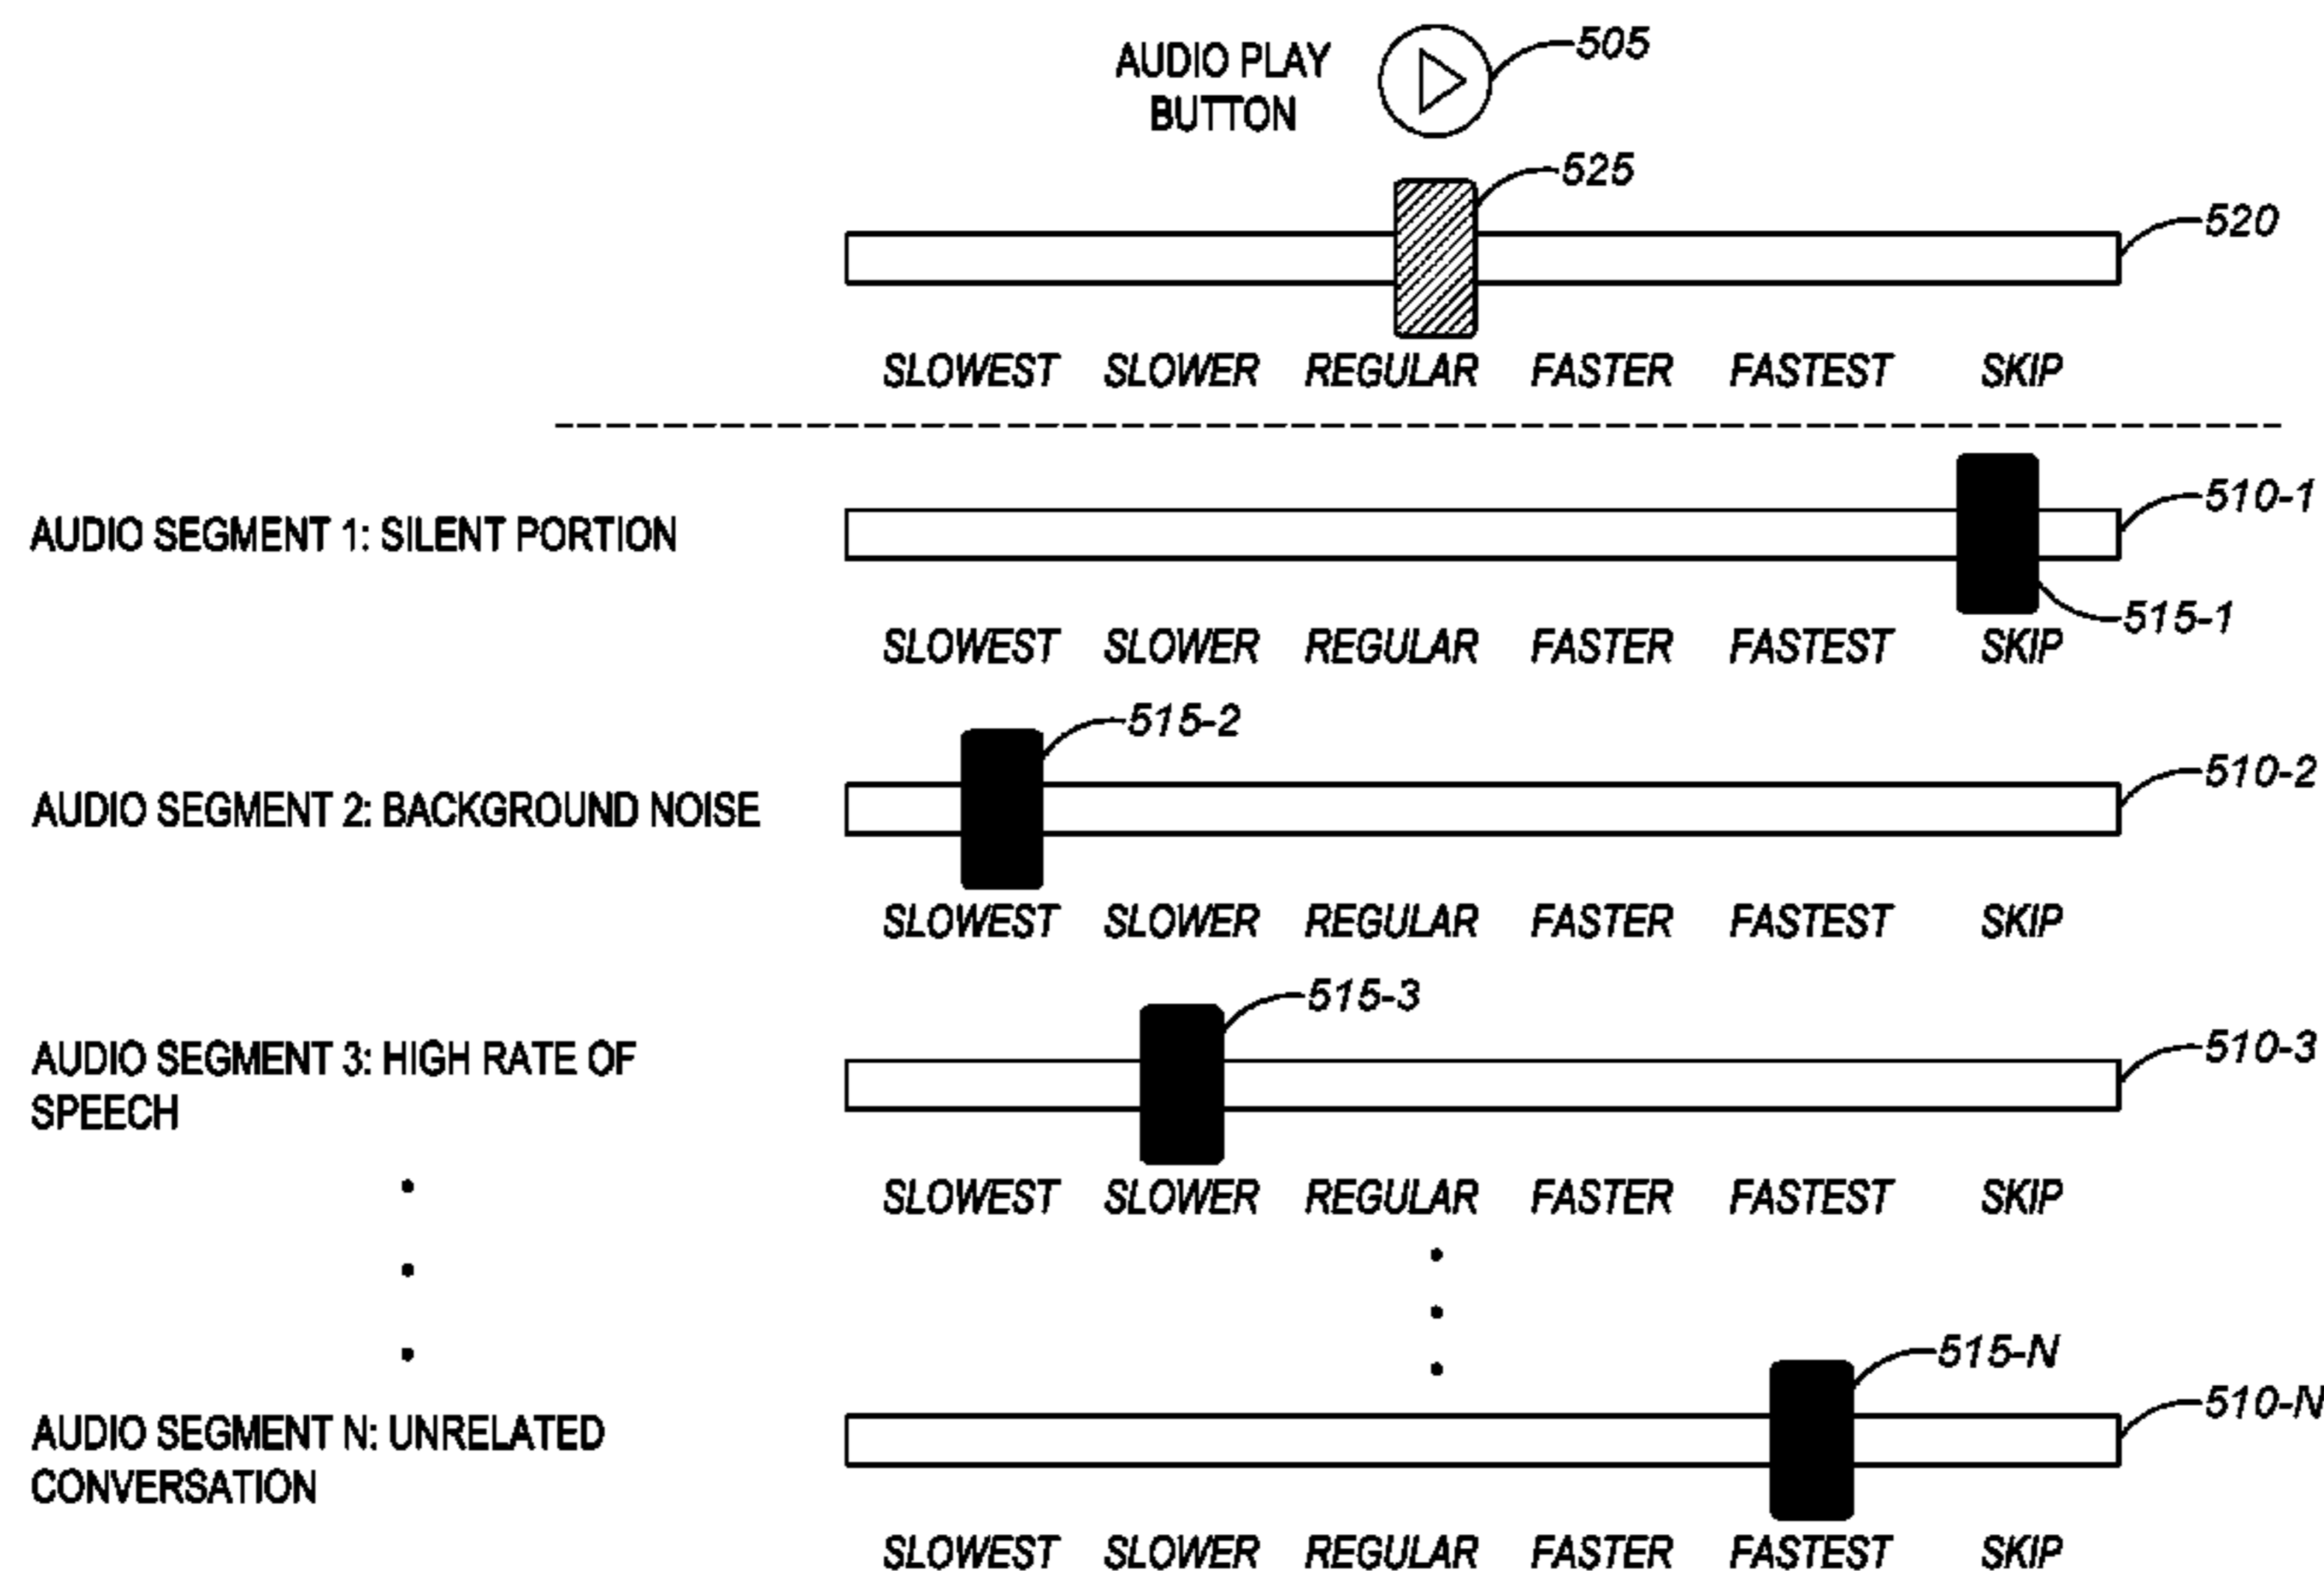 AUDIO PLAY
BUTTON
505
525
520
SLOWEST SLOWER REGULAR FASTER FASTEST SKIP
AUDIO SEGMENT 1: SILENT PORTION
510-1
515-1
SLOWEST SLOWER REGULAR FASTER FASTEST SKIP
515-2
AUDIO SEGMENT 2: BACKGROUND NOISE
510-2
SLOWEST SLOWER REGULAR FASTER FASTEST SKIP
515-3
AUDIO SEGMENT 3: HIGH RATE OF
SPEECH
510-3
SLOWEST SLOWER REGULAR FASTER FASTEST SKIP
515-N
AUDIO SEGMENT N: UNRELATED
CONVERSATION
510-N
SLOWEST SLOWER REGULAR FASTER FASTEST SKIP